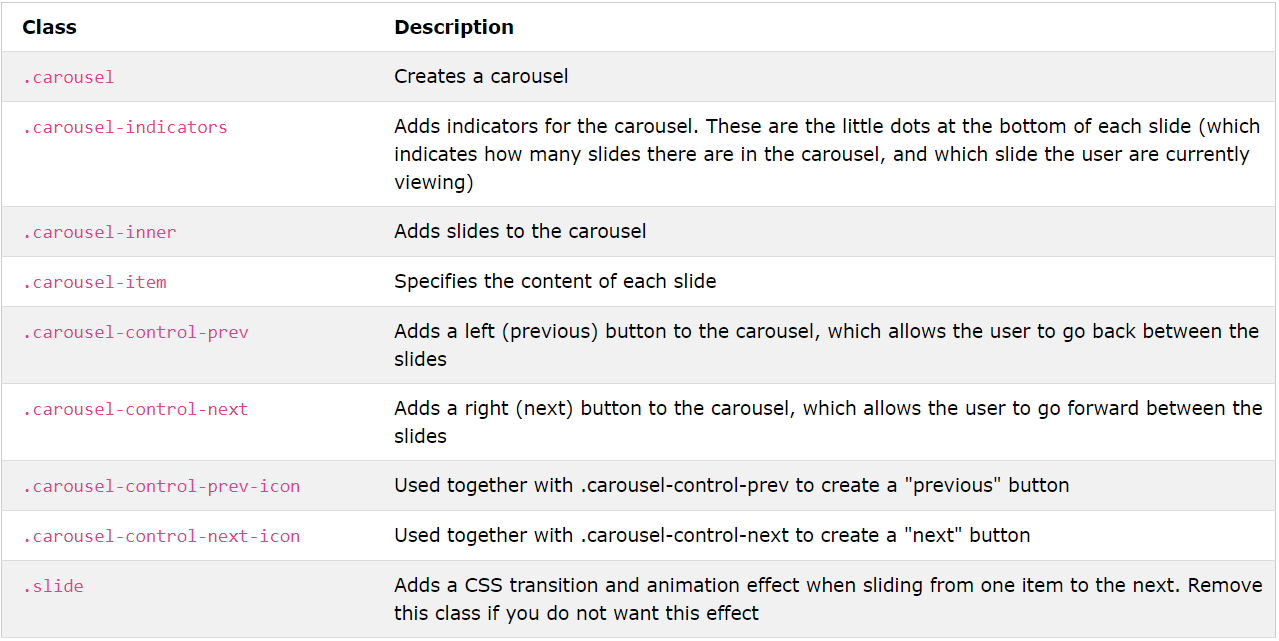 Class Description
.carousel Creates a carousel
.carousel-indicators Adds indicators for the carousel. These are the little dots at the bottom of each slide (which
indicates how many slides there are in the carousel, and which slide the user are currently
viewing)
.carousel-inner Adds slides to the carousel
.carousel-item Specifies the content of each slide
.carousel-control-prev Adds a left (previous) button to the carousel, which allows the user to go back between the
slides
.carousel-control-next Adds a right (next) button to the carousel, which allows the user to go forward between the
slides
.carousel-control-prev-icon Used together with .carousel-control-prev to create a "previous" button
.carousel-control-next-icon Used together with .carousel-control-next to create a "next" button
.slide Adds a CSS transition and animation effect when sliding from one item to the next. Remove
this class if you do not want this effect